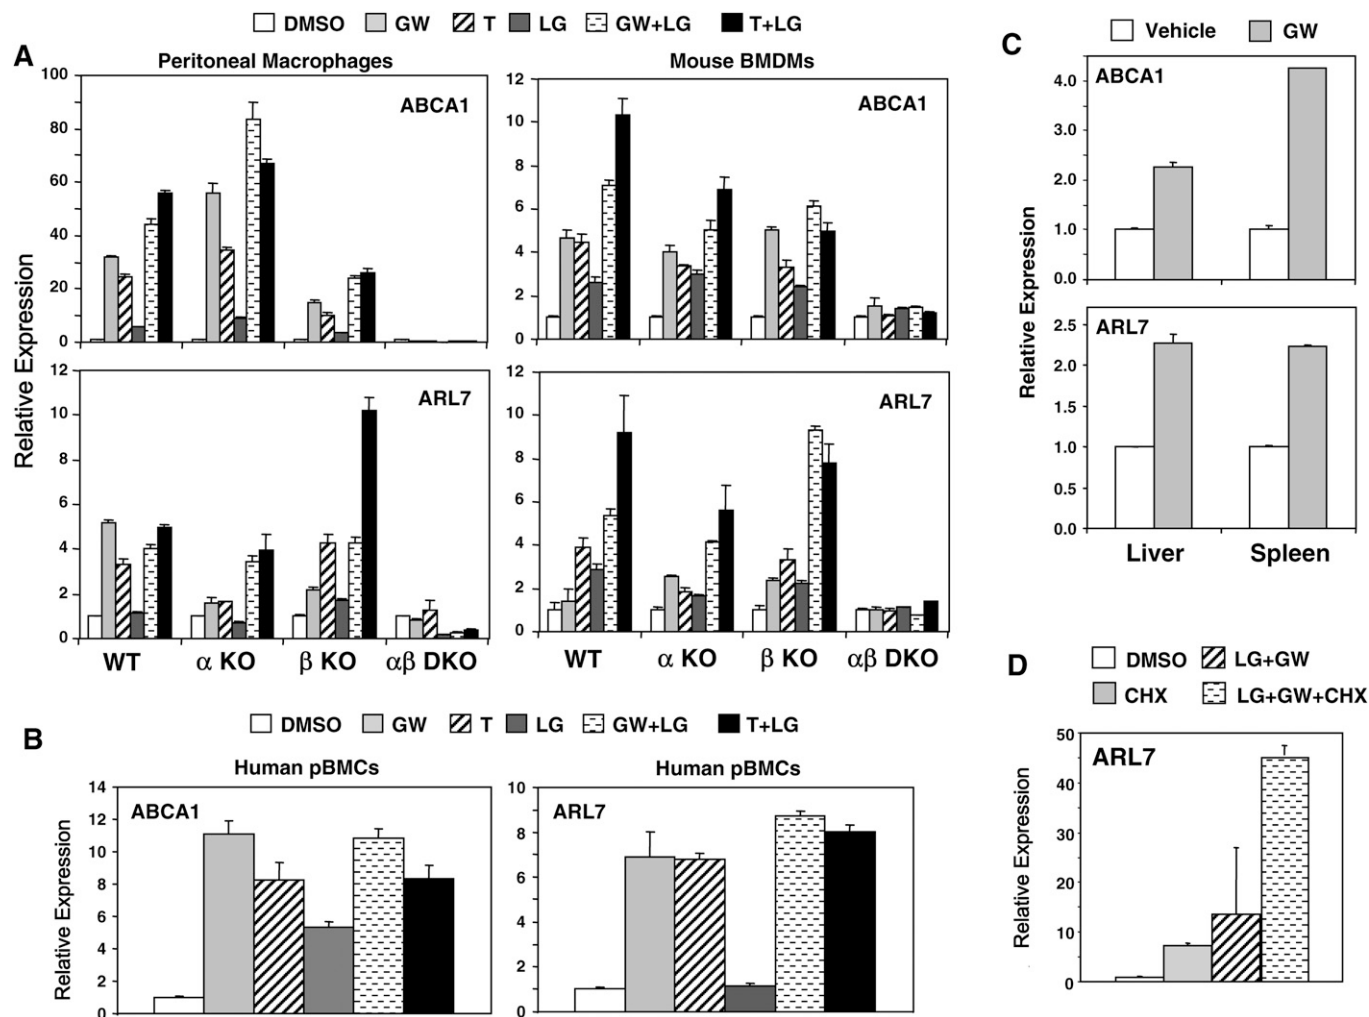 DMSO GW T LG GW+LG T+LG
A
Peritoneal Macrophages Mouse BMDMs
Relative Expression
100
80
60
40
20
0
ABCA1
12
10
8
6
4
2
0
ABCA1
12
10
8
6
4
2
0
ARL7
12
10
8
6
4
2
0
ARL7
WT α KO β KO αβ DKO WT α KO β KO αβ DKO
DMSO GW T LG GW+LG T+LG
B
Human pBMCs Human pBMCs
Relative Expression
14
12
10
8
6
4
2
0
ABCA1
10
8
6
4
2
0
ARL7
C
Vehicle GW
Relative Expression
4.0
3.0
2.0
1.0
0.0
ABCA1
2.5
2.0
1.5
1.0
0.5
0.0
ARL7
Liver Spleen
D
DMSO LG+GW
CHX LG+GW+CHX
Relative Expression
50
40
30
20
10
0
ARL7